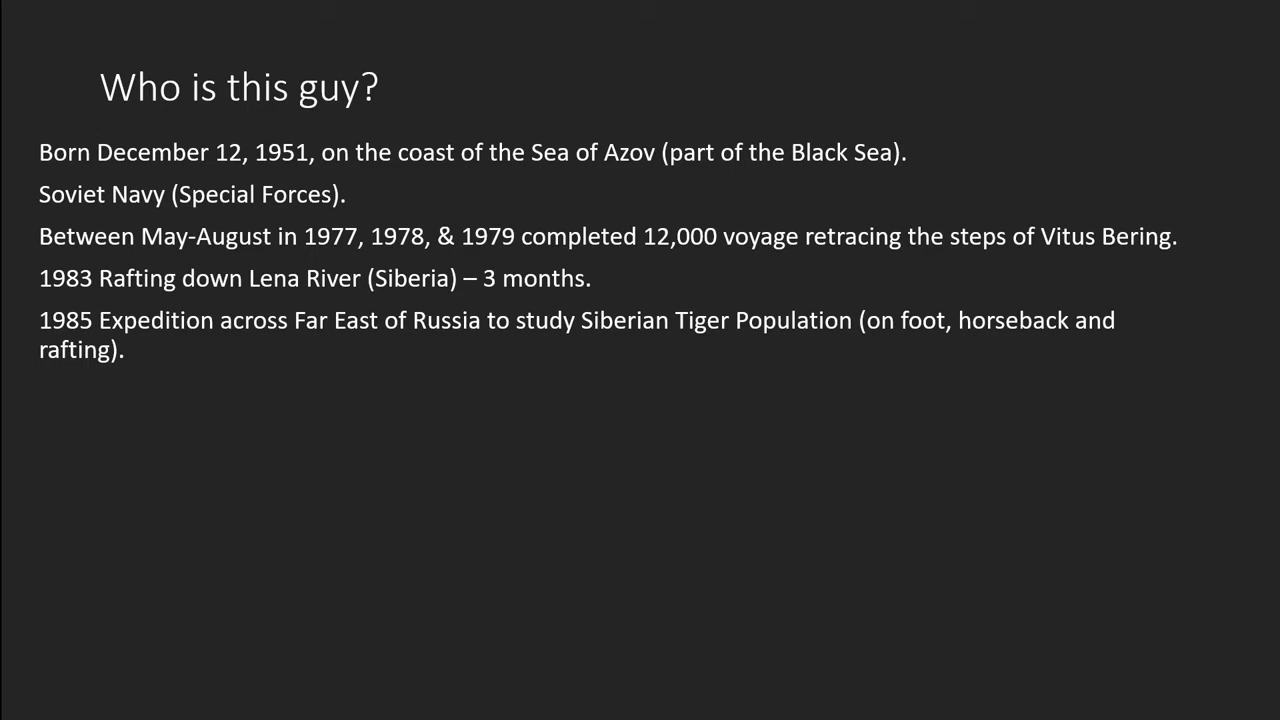 Who is this guy?
Born December 12, 1951, on the coast of the Sea of Azov (part of the Black Sea).
Soviet Navy (Special Forces).
Between May-August in 1977, 1978, & 1979 completed 12,000 voyage retracing the steps of Vitus Bering.
1983 Rafting down Lena River (Siberia) – 3 months.
1985 Expedition across Far East of Russia to study Siberian Tiger Population (on foot, horseback and
rafting).